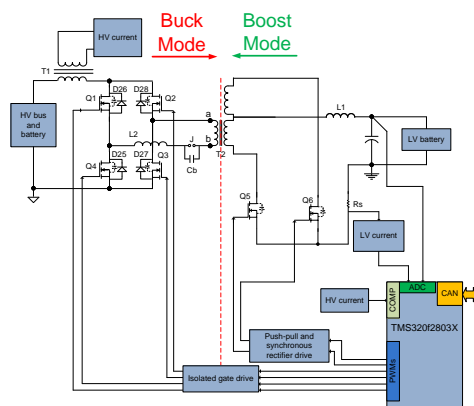 Buck
Mode
Boost
Mode
HV current
T1
D26
D28
Q1
Q2
a
L1
HV bus
and
battery
LV battery
L2
J
b
T2
D25
D27
Q3
Q4
Cb
Q5
Q6
Rs
LV current
ADC
CAN
COMP
HV current
TMS320f2803X
Push-pull and
synchronous
rectifier drive
PWMs
Isolated gate drive